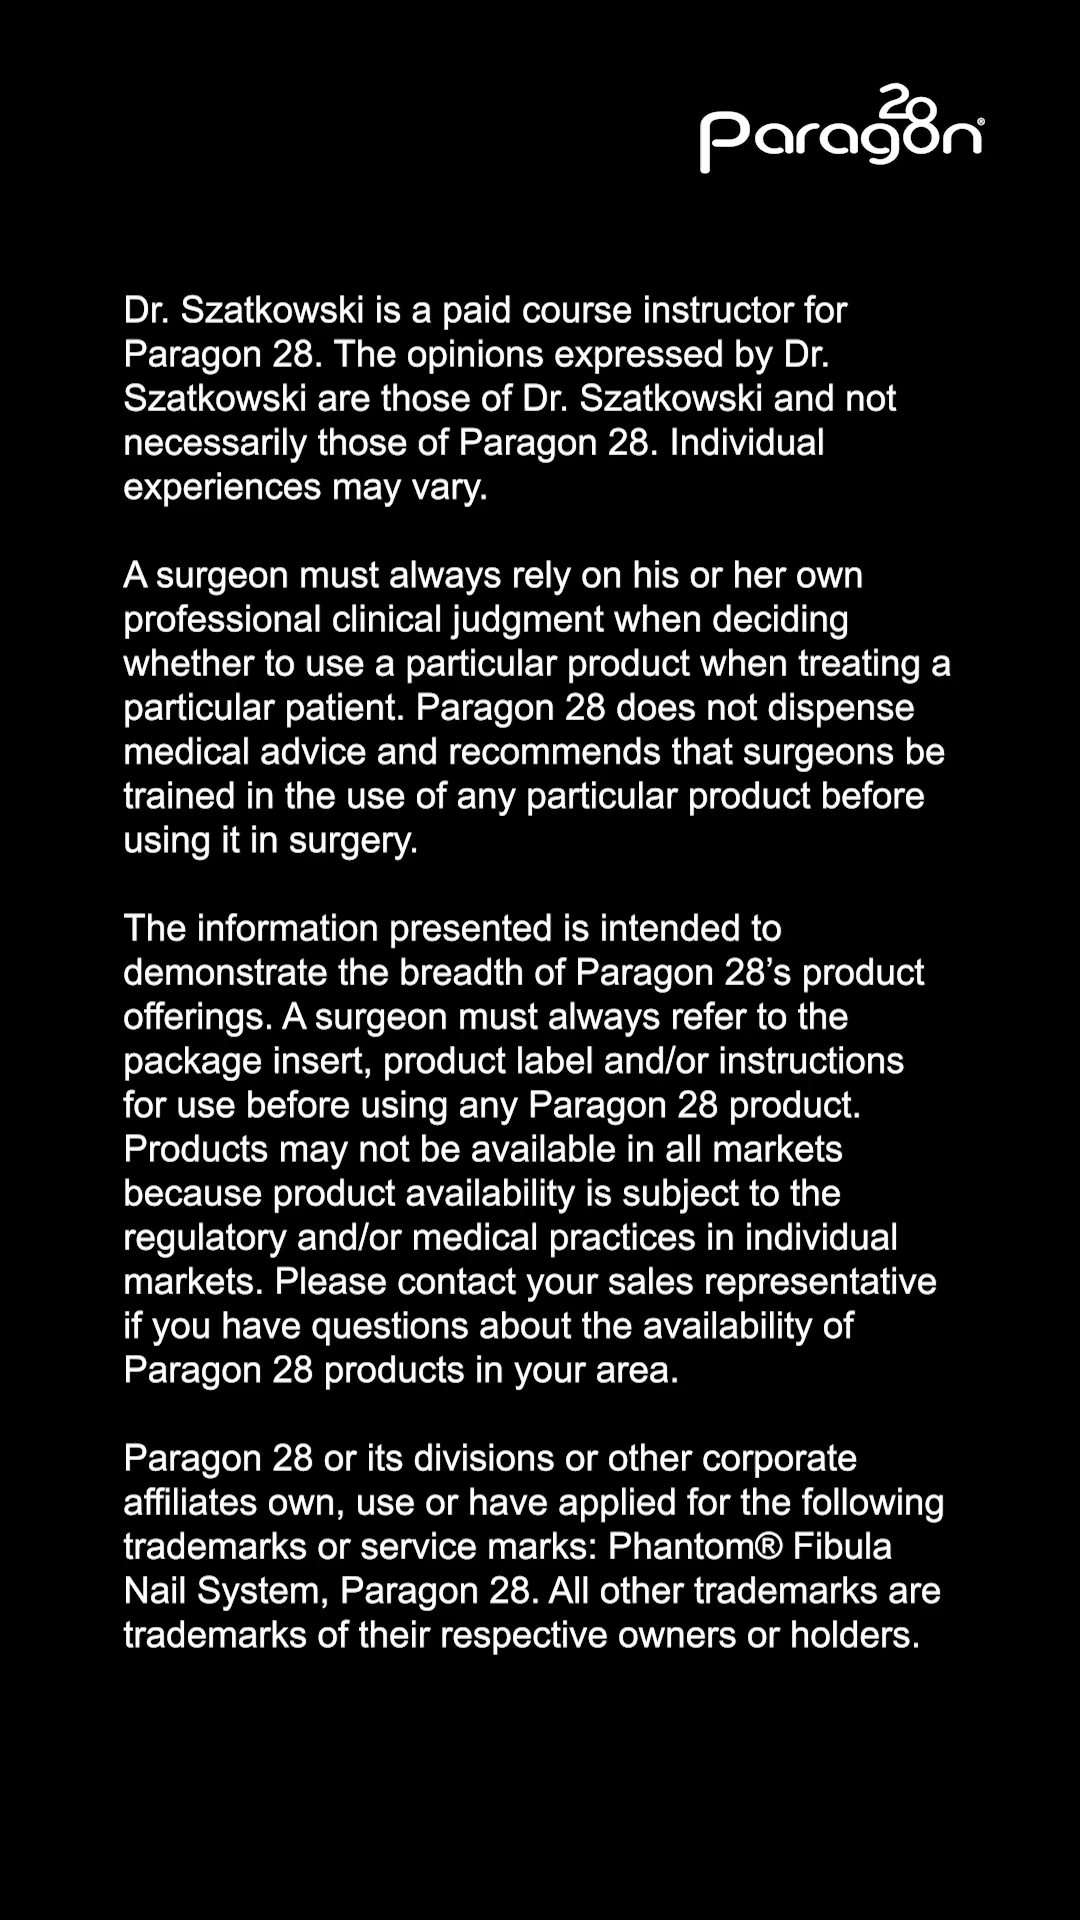 Paragon 28®
Dr. Szatkowski is a paid course instructor for
Paragon 28. The opinions expressed by Dr.
Szatkowski are those of Dr. Szatkowski and not
necessarily those of Paragon 28. Individual
experiences may vary.
A surgeon must always rely on his or her own
professional clinical judgment when deciding
whether to use a particular product when treating a
particular patient. Paragon 28 does not dispense
medical advice and recommends that surgeons be
trained in the use of any particular product before
using it in surgery.
The information presented is intended to
demonstrate the breadth of Paragon 28’s product
offerings. A surgeon must always refer to the
package insert, product label and/or instructions
for use before using any Paragon 28 product.
Products may not be available in all markets
because product availability is subject to the
regulatory and/or medical practices in individual
markets. Please contact your sales representative
if you have questions about the availability of
Paragon 28 products in your area.
Paragon 28 or its divisions or other corporate
affiliates own, use or have applied for the following
trademarks or service marks: Phantom® Fibula
Nail System, Paragon 28. All other trademarks are
trademarks of their respective owners or holders.